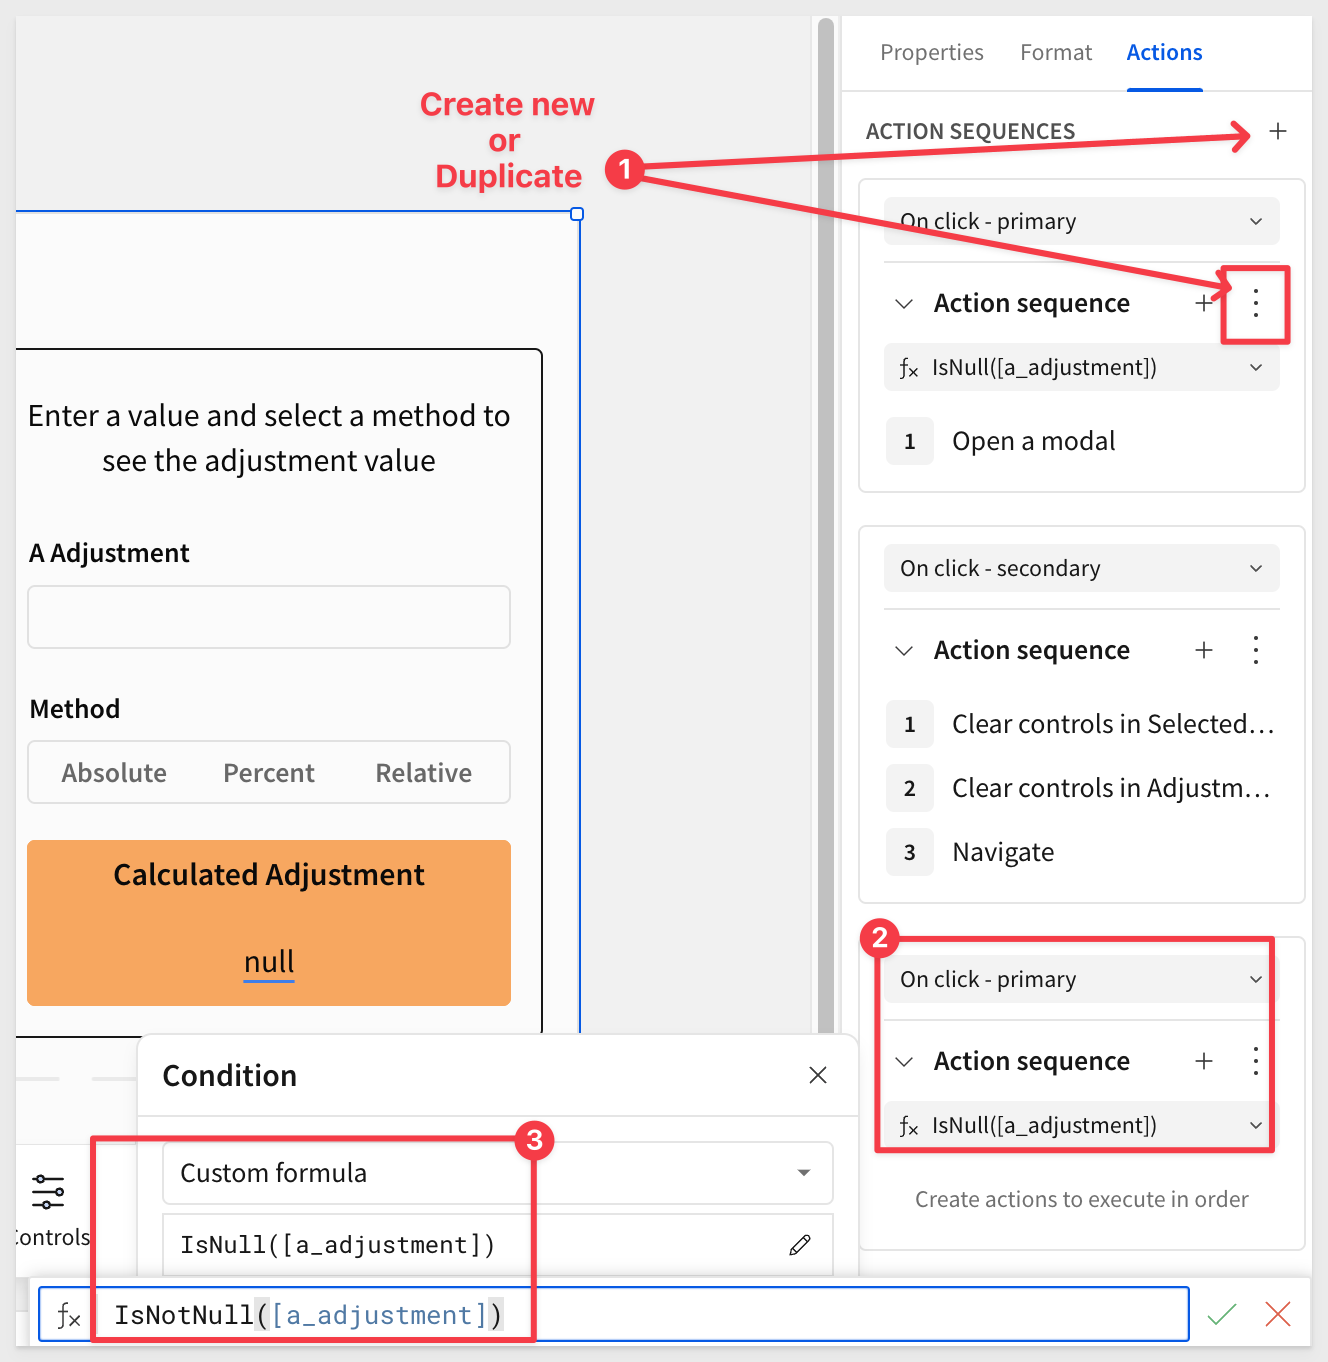 Properties Format Actions
Create new
or
Duplicate
1
ACTION SEQUENCES
On click - primary
Action sequence
fx IsNull([a_adjustment])
1 Open a modal
Enter a value and select a method to
see the adjustment value
A Adjustment
Method
Absolute Percent Relative
Calculated Adjustment
null
On click - secondary
Action sequence
1 Clear controls in Selected...
2 Clear controls in Adjustm...
3 Navigate
2
On click - primary
Action sequence
fx IsNull([a_adjustment])
Create actions to execute in order
Condition
3
Custom formula
IsNull([a_adjustment])
ontrols
fx IsNotNull([a_adjustment])